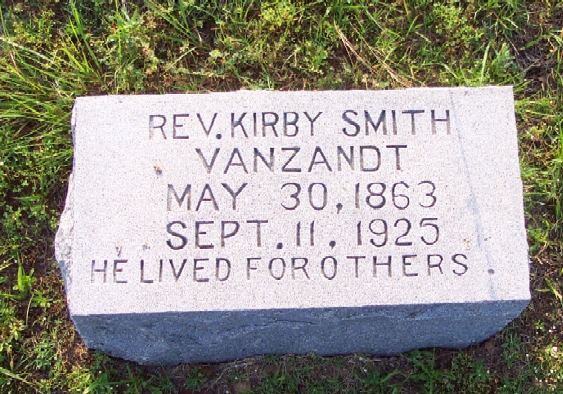 REV. KIRBY SMITH
VANZANDT
MAY 30, 1863
SEPT. 11, 1925
HE LIVED FOR OTHERS